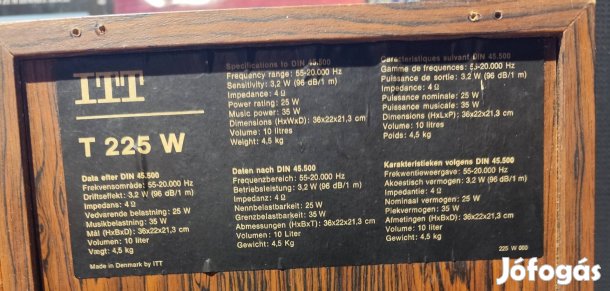 ITT
T 225 W
Data efter DIN 45.500
Frekvensområde: 55-20.000 Hz
Driftseffekt: 3,2 W (96 dB/1 m)
Impedans: 4 Ω
Vedvarende belastning: 25 W
Musikbelastning: 35 W
Mål (HxBxD): 36x22x21,3 cm
Volumen: 10 liter
Vægt: 4,5 kg
Made in Denmark by ITT
Specifications to DIN 45.500
Frequency range: 55-20.000 Hz
Sensitivity: 3,2 W (96 dB/1 m)
Impedance: 4 Ω
Power rating: 25 W
Music power: 35 W
Dimensions (HxWxD): 36x22x21,3 cm
Volume: 10 litres
Weight: 4,5 kg
Daten nach DIN 45.500
Frequenzbereich: 55-20.000 Hz
Betriebsleistung: 3,2 W (96 dB/1 m)
Impedanz: 4 Ω
Nennbelastbarkeit: 25 W
Grenzbelastbarkeit: 35 W
Abmessungen (HxBxT): 36x22x21,3 cm
Volumen: 10 Liter
Gewicht: 4,5 Kg
Caracteristiques suivant DIN 45.500
Gamme de frequences: 55-20.000 Hz
Puissance de sortie: 3,2 W (96 dB/1 m)
Impedance: 4 Ω
Puissance nominale: 25 W
Puissance musicale: 35 W
Dimensions (HxLxP): 36x22x21,3 cm
Volume: 10 litres
Poids: 4,5 kg
Karakteristieken volgens DIN 45.500
Frekwentieweergave: 55-20.000 Hz
Akoestisch vermogen: 3,2 W (96 dB/1 m)
Impedantie: 4 Ω
Nominaal vermogen: 25 W
Piekvermogen: 35 W
Afmetingen (HxBxD): 36x22x21,3 cm
Volume: 10 liter
Gewicht: 4,5 kg
225 W 003
Jófogás